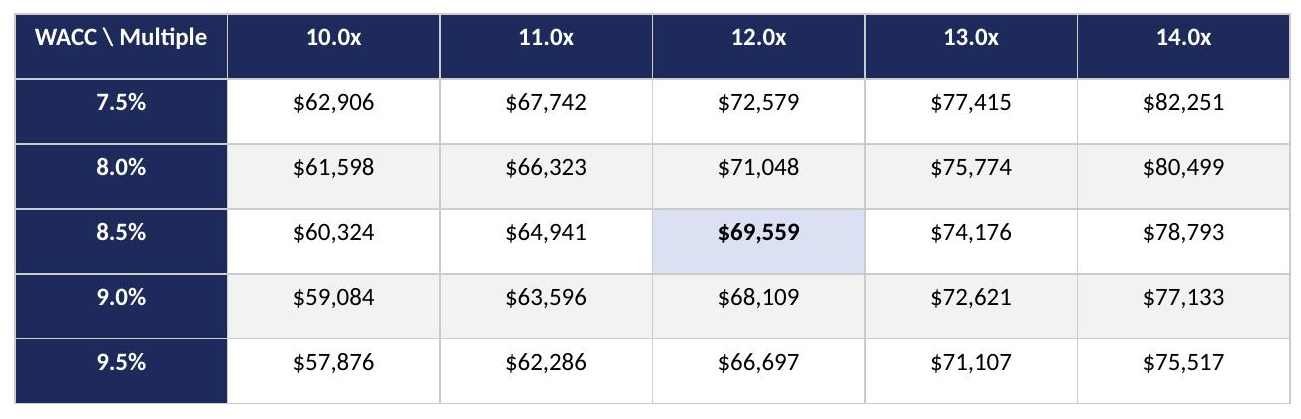 WACC \ Multiple 10.0x 11.0x 12.0x 13.0x 14.0x
7.5% $62,906 $67,742 $72,579 $77,415 $82,251
8.0% $61,598 $66,323 $71,048 $75,774 $80,499
8.5% $60,324 $64,941 $69,559 $74,176 $78,793
9.0% $59,084 $63,596 $68,109 $72,621 $77,133
9.5% $57,876 $62,286 $66,697 $71,107 $75,517